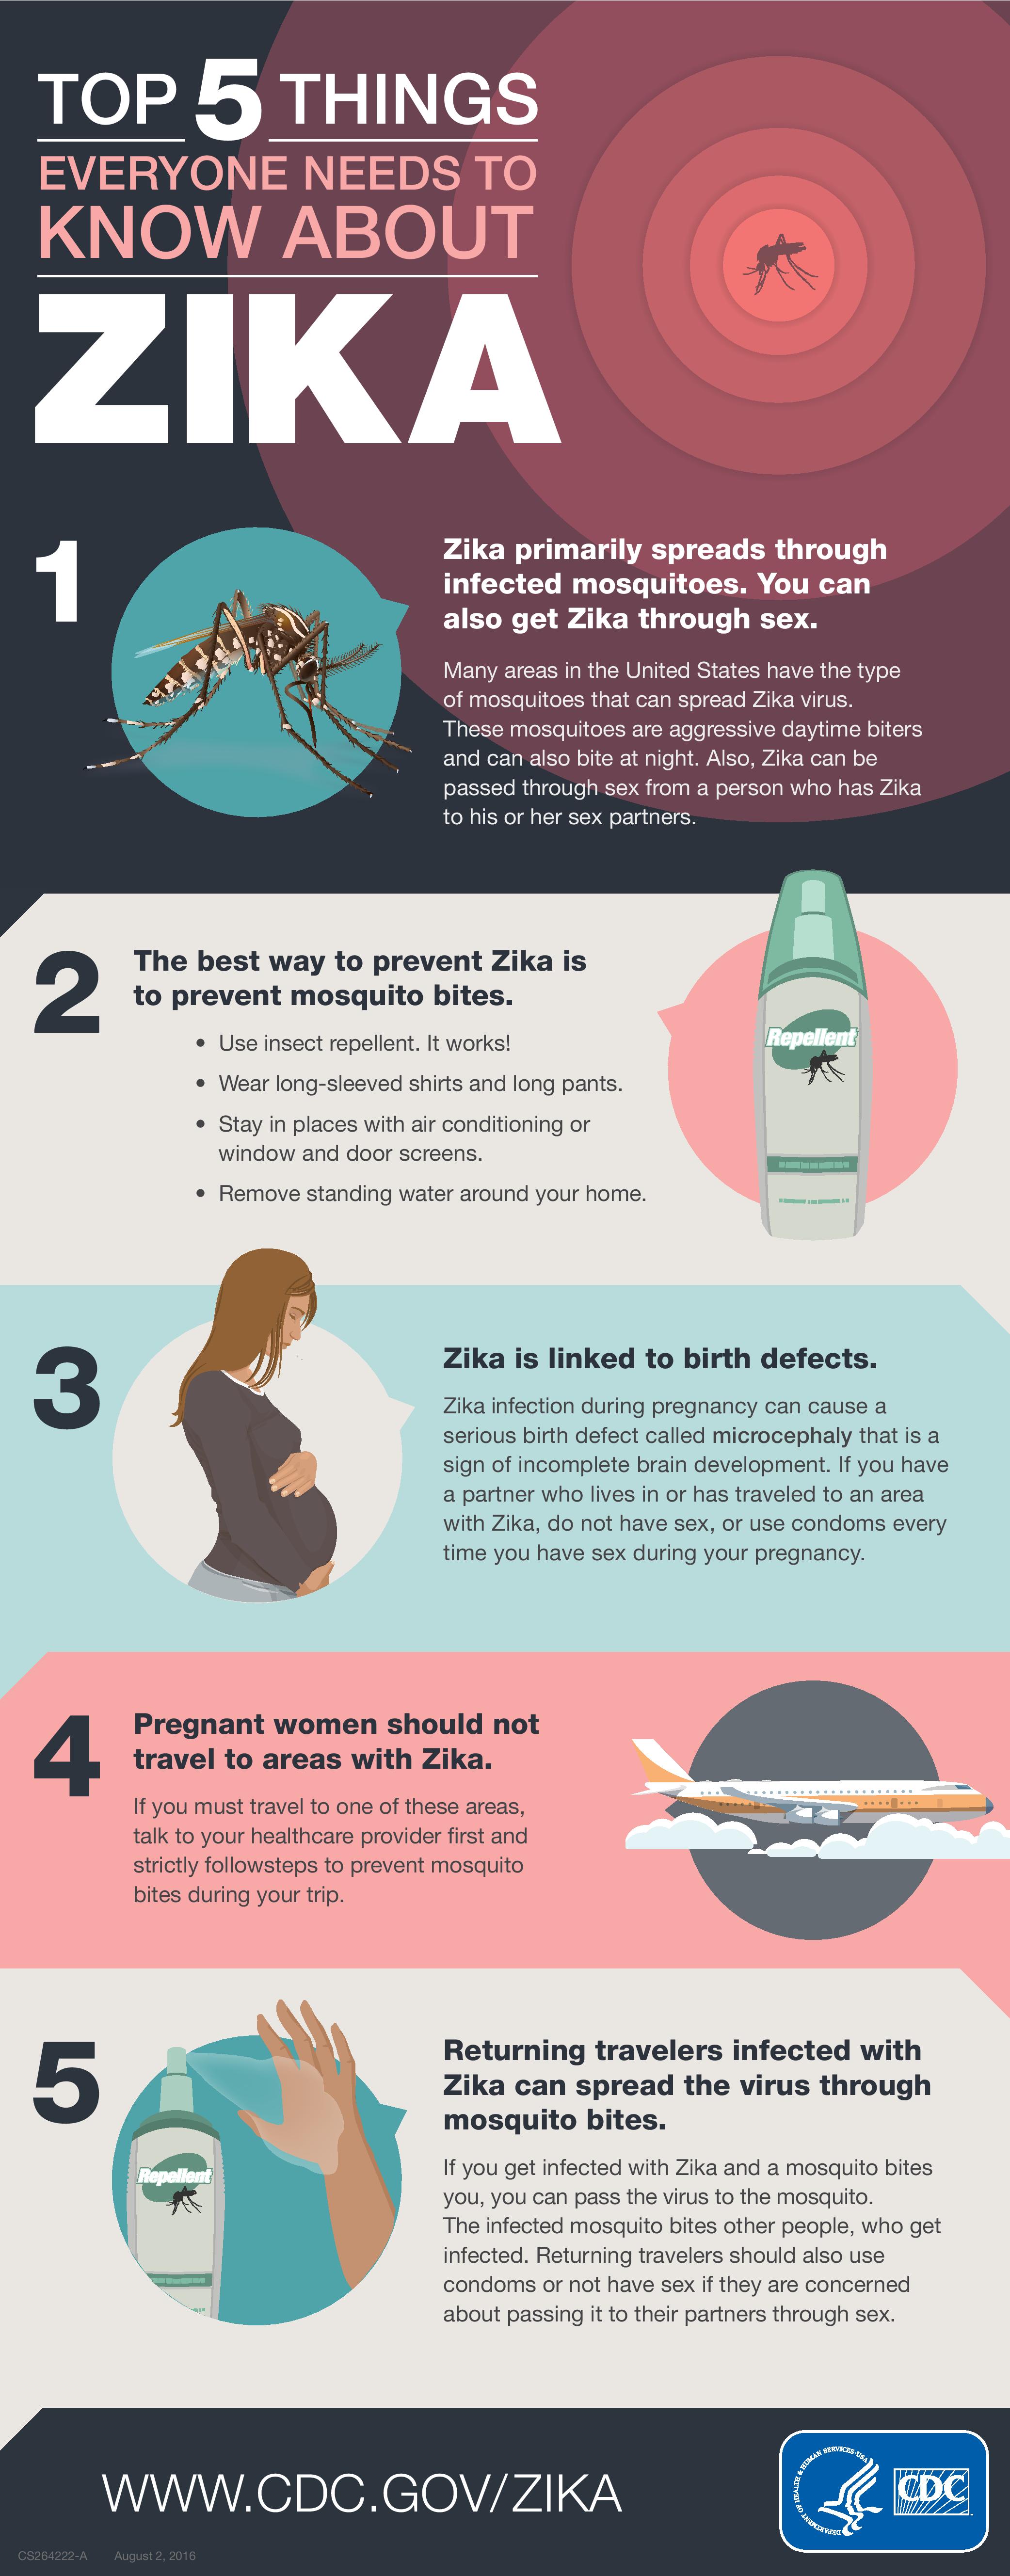 TOP 5 THINGS
EVERYONE NEEDS TO
KNOW ABOUT
ZIKA
1
Zika primarily spreads through
infected mosquitoes. You can
also get Zika through sex.
Many areas in the United States have the type
of mosquitoes that can spread Zika virus.
These mosquitoes are aggressive daytime biters
and can also bite at night. Also, Zika can be
passed through sex from a person who has Zika
to his or her sex partners.
2
The best way to prevent Zika is
to prevent mosquito bites.
• Use insect repellent. It works!
• Wear long-sleeved shirts and long pants.
• Stay in places with air conditioning or
window and door screens.
• Remove standing water around your home.
Repellent
3
Zika is linked to birth defects.
Zika infection during pregnancy can cause a
serious birth defect called microcephaly that is a
sign of incomplete brain development. If you have
a partner who lives in or has traveled to an area
with Zika, do not have sex, or use condoms every
time you have sex during your pregnancy.
4
Pregnant women should not
travel to areas with Zika.
If you must travel to one of these areas,
talk to your healthcare provider first and
strictly followsteps to prevent mosquito
bites during your trip.
5
Repellent
Returning travelers infected with
Zika can spread the virus through
mosquito bites.
If you get infected with Zika and a mosquito bites
you, you can pass the virus to the mosquito.
The infected mosquito bites other people, who get
infected. Returning travelers should also use
condoms or not have sex if they are concerned
about passing it to their partners through sex.
WWW.CDC.GOV/ZIKA
DEPARTMENT OF HEALTH & HUMAN SERVICES·USA
CDC
CS264222-A August 2, 2016